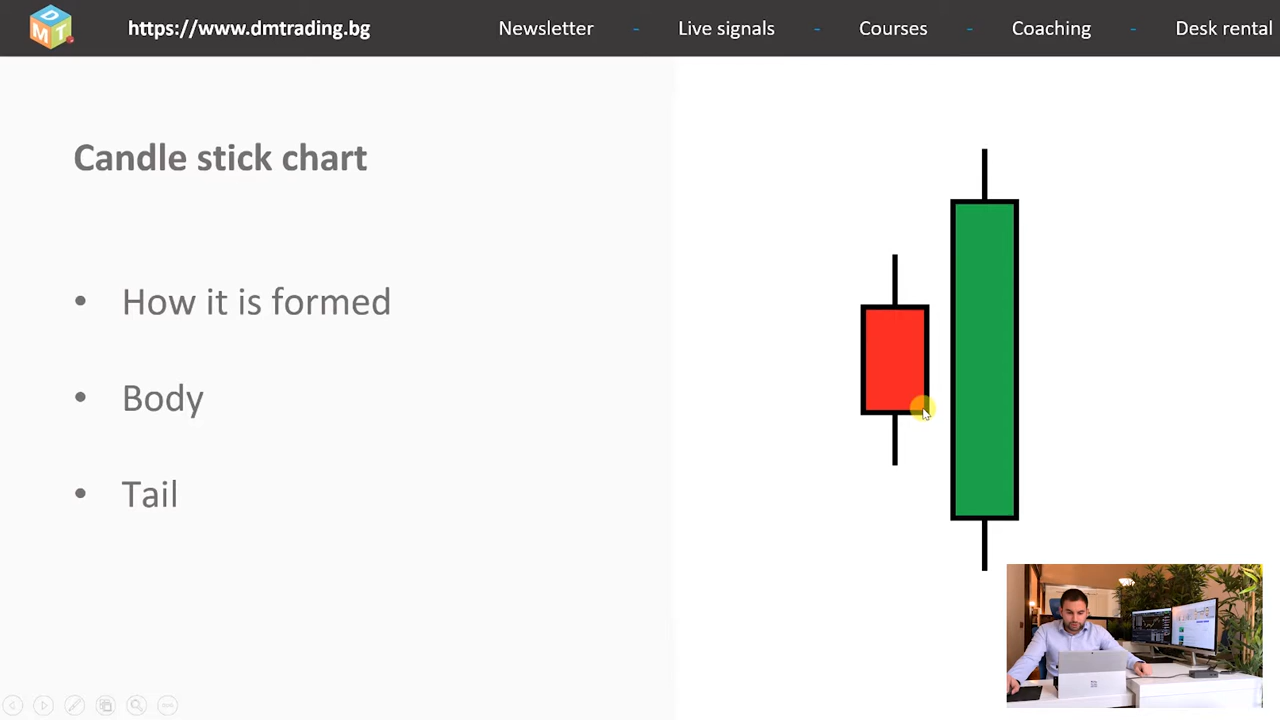 D
M T
https://www.dmtrading.bg
Newsletter - Live signals - Courses - Coaching - Desk rental
Candle stick chart
• How it is formed
• Body
• Tail